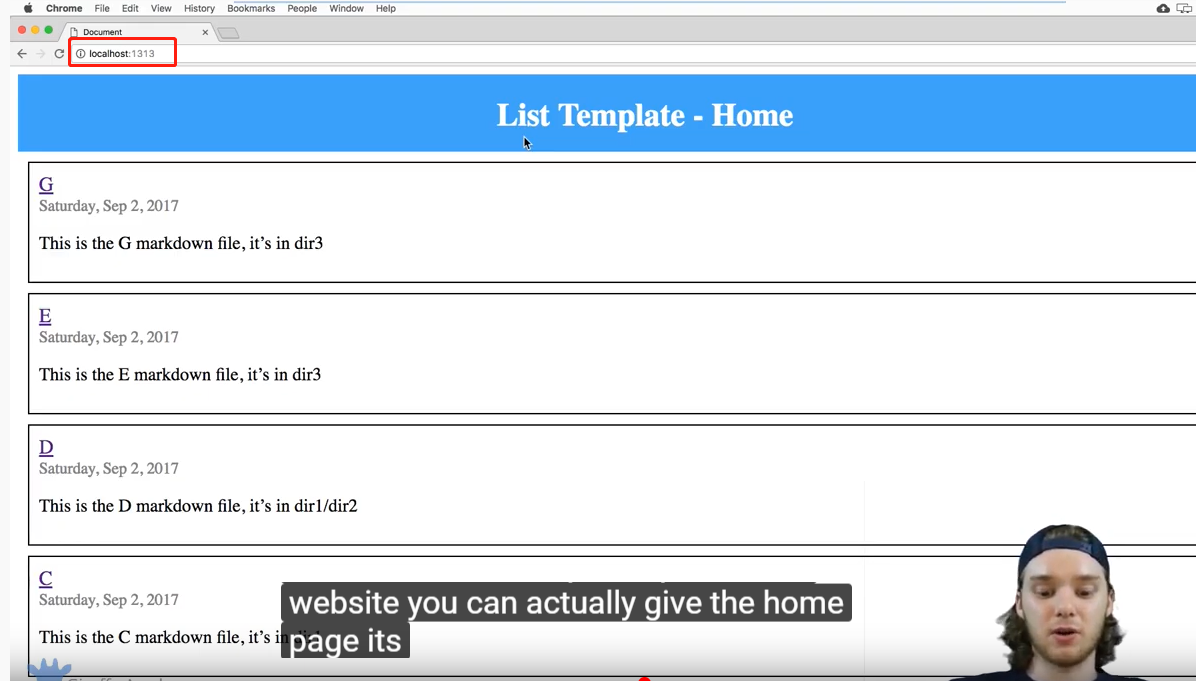 Chrome File Edit View History Bookmarks People Window Help
Document
localhost:1313
List Template - Home
G
Saturday, Sep 2, 2017
This is the G markdown file, it’s in dir3
E
Saturday, Sep 2, 2017
This is the E markdown file, it’s in dir3
D
Saturday, Sep 2, 2017
This is the D markdown file, it’s in dir1/dir2
C
Saturday, Sep 2, 2017
This is the C markdown file, it’s in
website you can actually give the home
page its